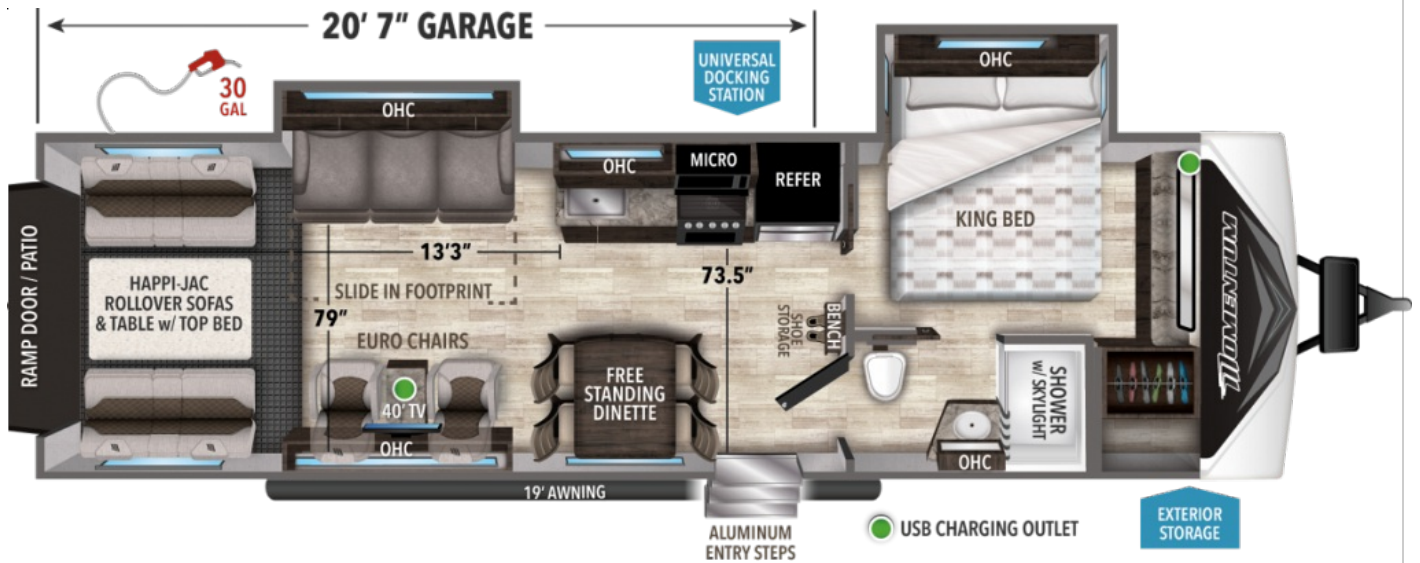 20' 7" GARAGE
30
GAL
UNIVERSAL
DOCKING
STATION
OHC
OHC
OHC
MICRO
REFER
KING BED
RAMP DOOR / PATIO
HAPPI-JAC
ROLLOVER SOFAS
& TABLE w/ TOP BED
13'3"
73.5"
SLIDE IN FOOTPRINT
79"
EURO CHAIRS
SHOE
STORAGE
BENCH
MOMENTUM
FREE
STANDING
DINETTE
40' TV
OHC
SHOWER
w/ SKYLIGHT
OHC
19' AWNING
ALUMINUM
ENTRY STEPS
USB CHARGING OUTLET
EXTERIOR
STORAGE